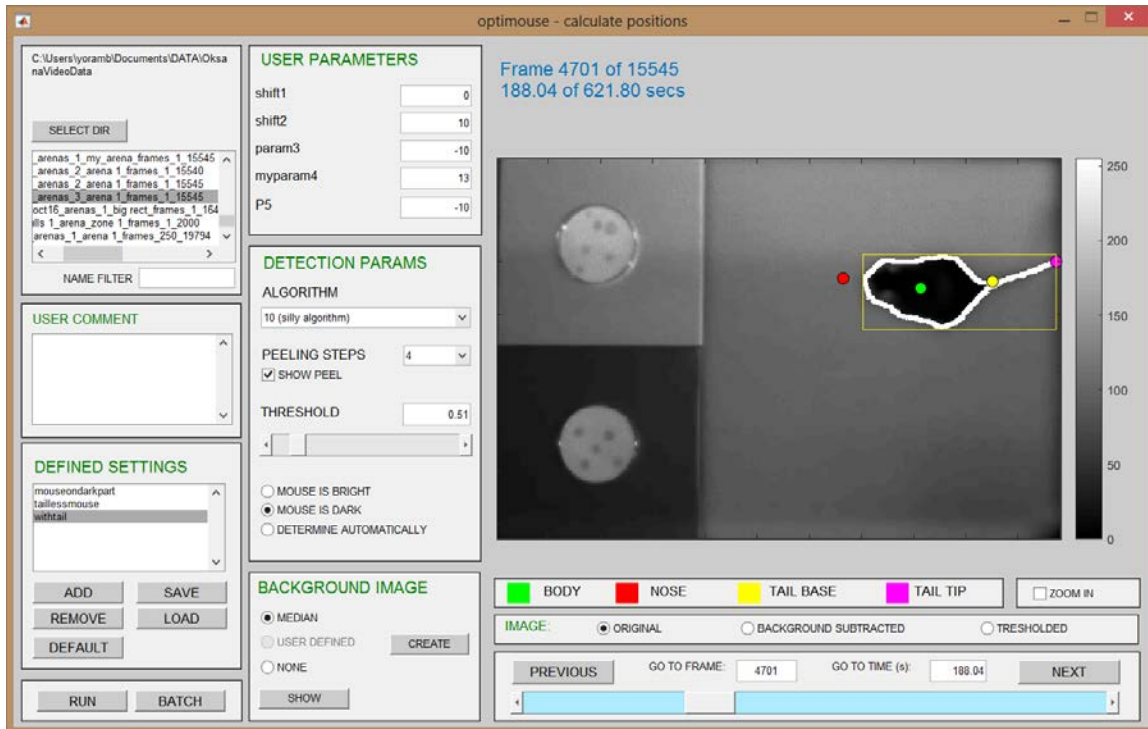 optimouse - calculate positions
C:\Users\yoramb\Documents\DATA\Oksa
naVideoData
SELECT DIR
_arenas_1_my_arena_frames_1_15545
_arenas_2_arena 1_frames_1_15540
_arenas_2_arena 1_frames_1_15545
_arenas_3_arena 1_frames_1_15545
oct16_arenas_1_big rect_frames_1_164
lls 1_arena_zone 1_frames_1_2000
arenas_1_arena 1_frames_250_19794
NAME FILTER
USER COMMENT
DEFINED SETTINGS
mouseondarkpart
taillessmouse
withtail
ADD SAVE
REMOVE LOAD
DEFAULT
RUN BATCH
USER PARAMETERS
shift1 0
shift2 10
param3 -10
myparam4 13
P5 -10
DETECTION PARAMS
ALGORITHM
10 (silly algorithm)
PEELING STEPS 4
SHOW PEEL
THRESHOLD 0.51
MOUSE IS BRIGHT
MOUSE IS DARK
DETERMINE AUTOMATICALLY
BACKGROUND IMAGE
MEDIAN
USER DEFINED CREATE
NONE
SHOW
Frame 4701 of 15545
188.04 of 621.80 secs
250
200
150
100
50
0
BODY NOSE TAIL BASE TAIL TIP ZOOM IN
IMAGE: ORIGINAL BACKGROUND SUBTRACTED TRESHOLDED
PREVIOUS GO TO FRAME: 4701 GO TO TIME (s): 188.04 NEXT